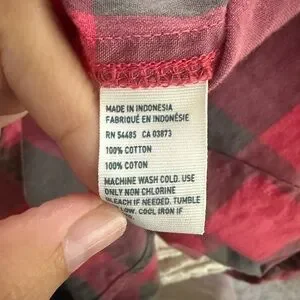 MADE IN INDONESIA
FABRIQUÉ EN INDONÉSIE
RN 54485 CA 03873
100% COTTON
100% COTON
MACHINE WASH COLD. USE
ONLY NON CHLORINE
BLEACH IF NEEDED. TUMBLE
LOW. COOL IRON IF